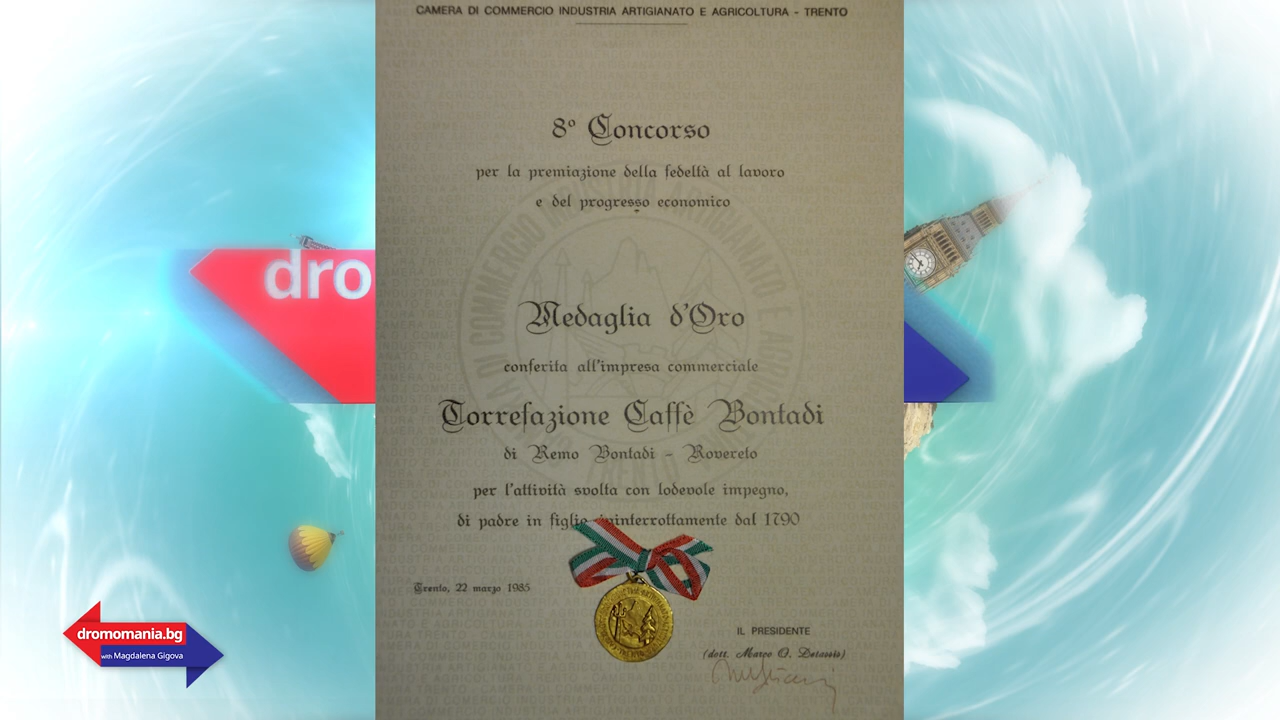 CAMERA DI COMMERCIO INDUSTRIA ARTIGIANATO E AGRICOLTURA - TRENTO
8° Concorso
per la premiazione della fedeltà al lavoro
e del progresso economico
Medaglia d'Oro
conferita all'impresa commerciale
Torrefazione Caffè Bontadi
di Remo Bontadi - Rovereto
per l'attività svolta con lodevole impegno,
di padre in figlio ininterrottamente dal 1790
Trento, 22 marzo 1985
IL PRESIDENTE
(dott. Marco O.
dro
dromomania.bg
with Magdalena Gigova